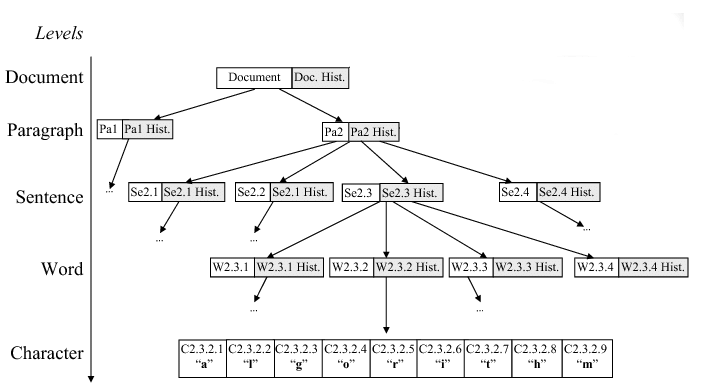 Levels
Document
Document Doc. Hist.
Paragraph
Pa1 Pa1 Hist. Pa2 Pa2 Hist.
...
Sentence
Se2.1 Se2.1 Hist. Se2.2 Se2.1 Hist. Se2.3 Se2.3 Hist. Se2.4 Se2.4 Hist.
... ... ...
Word
W2.3.1 W2.3.1 Hist. W2.3.2 W2.3.2 Hist. W2.3.3 W2.3.3 Hist. W2.3.4 W2.3.4 Hist.
... ...
Character
C2.3.2.1 C2.3.2.2 C2.3.2.3 C2.3.2.4 C2.3.2.5 C2.3.2.6 C2.3.2.7 C2.3.2.8 C2.3.2.9
“a” “l” “g” “o” “r” “i” “t” “h” “m”